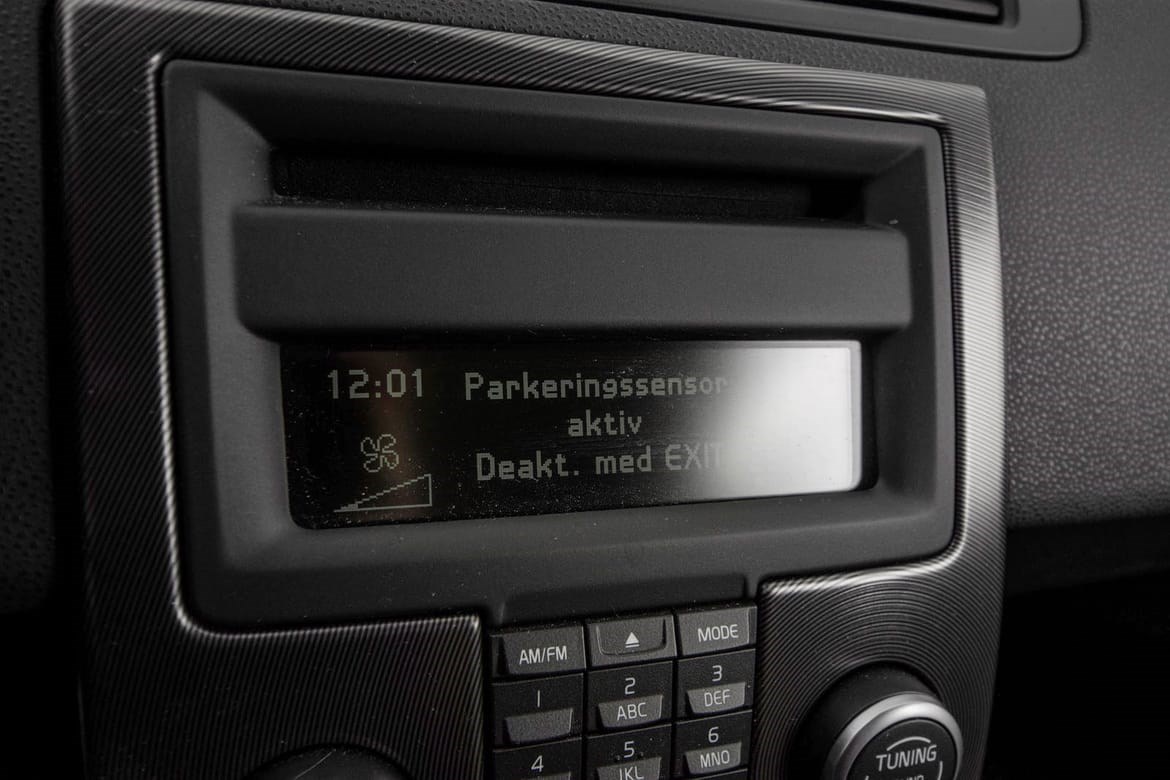 12:01 Parkeringssensor
aktiv
Deakt. med EXIT
AM/FM
MODE
1
2
3
ABC
DEF
4
5
6
JKL
MNO
TUNING